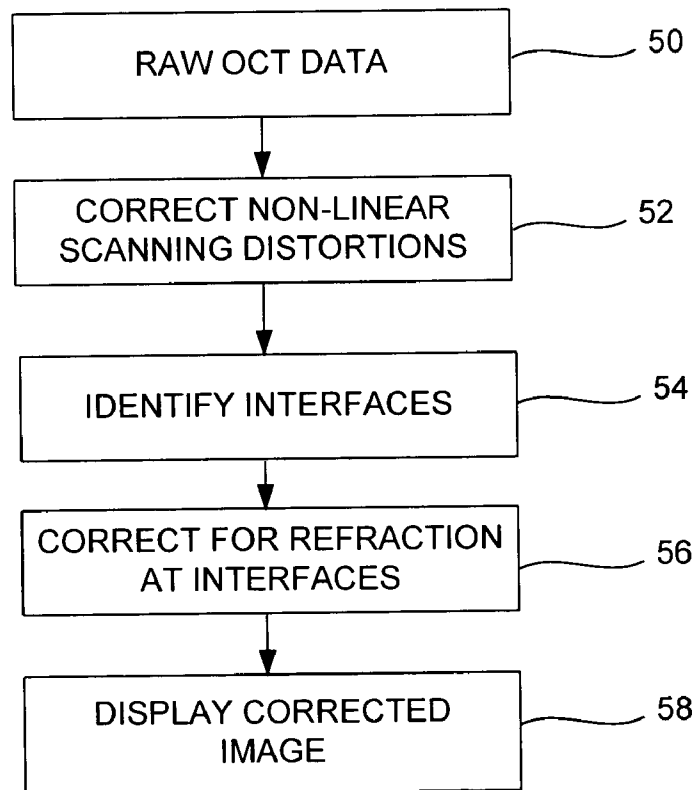 RAW OCT DATA
50
CORRECT NON-LINEAR
SCANNING DISTORTIONS
52
IDENTIFY INTERFACES
54
CORRECT FOR REFRACTION
AT INTERFACES
56
DISPLAY CORRECTED
IMAGE
58